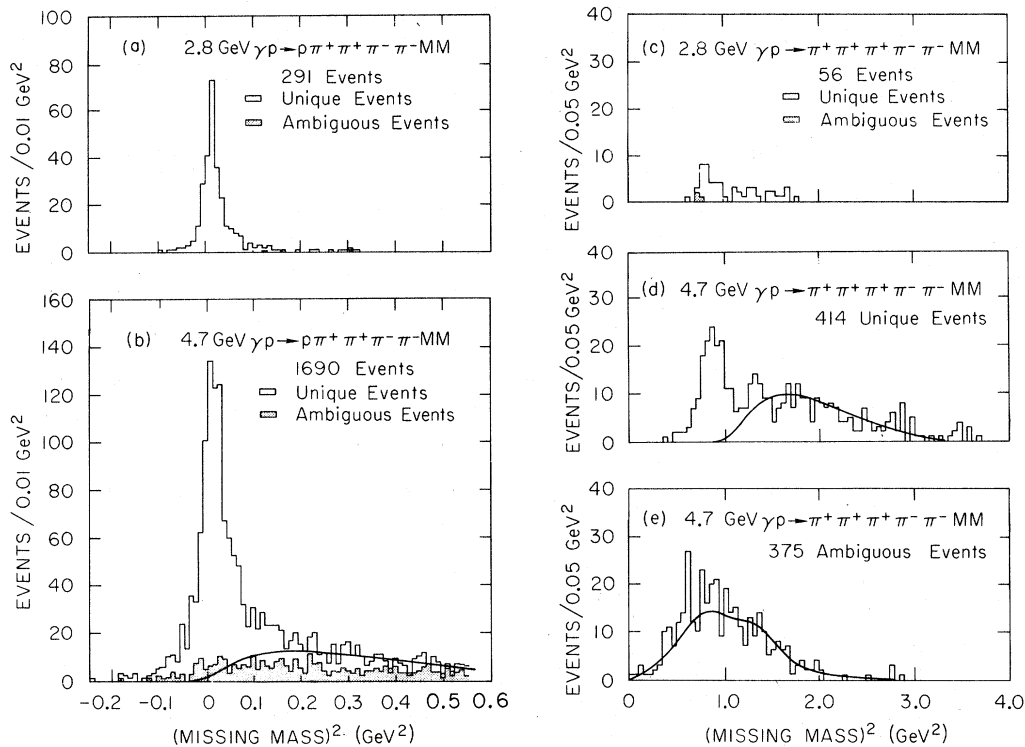 (a) 2.8 GeV γp→pπ+π+π-π-MM
291 Events
Unique Events
Ambiguous Events
EVENTS/0.01 GeV²
100
80
60
40
20
0
(b) 4.7 GeV γp→pπ+π+π-π-MM
1690 Events
Unique Events
Ambiguous Events
EVENTS/0.01 GeV²
160
140
120
100
80
60
40
20
0
-0.2 -0.1 0 0.1 0.2 0.3 0.4 0.5 0.6
(MISSING MASS)² (GeV²)
(c) 2.8 GeV γp→π+π+π+π-π-MM
56 Events
Unique Events
Ambiguous Events
EVENTS/0.05 GeV²
40
30
20
10
0
(d) 4.7 GeV γp→π+π+π+π-π-MM
414 Unique Events
EVENTS/0.05 GeV²
40
30
20
10
0
(e) 4.7 GeV γp→π+π+π+π-π-MM
375 Ambiguous Events
EVENTS/0.05 GeV²
40
30
20
10
0
0 1.0 2.0 3.0 4.0
(MISSING MASS)² (GeV²)